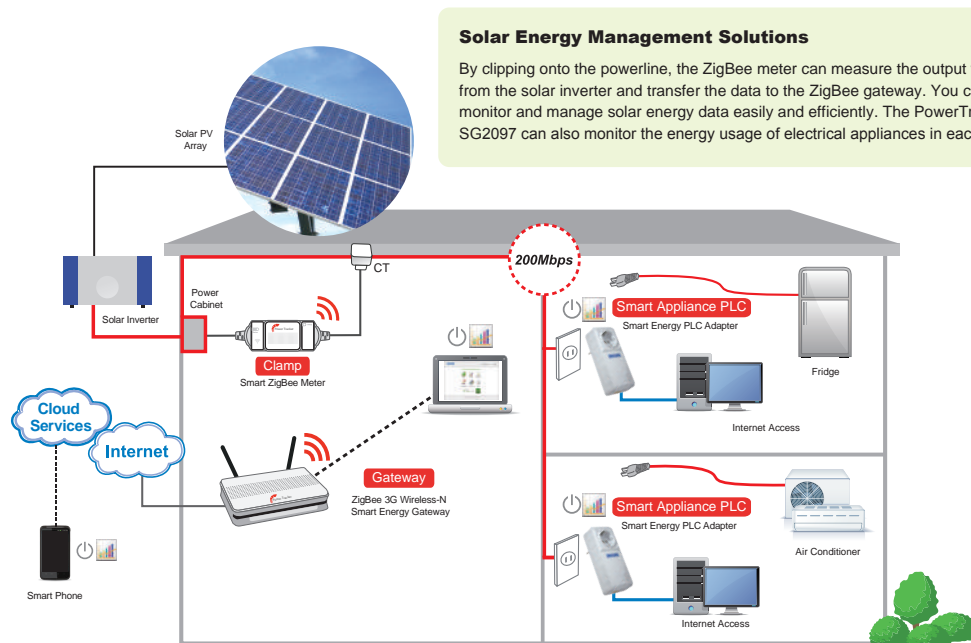 Solar Energy Management Solutions
By clipping onto the powerline, the ZigBee meter can measure the output
from the solar inverter and transfer the data to the ZigBee gateway. You
monitor and manage solar energy data easily and efficiently. The
SG2097 can also monitor the energy usage of electrical appliances in
Solar PV
Array
200Mbps
CT
Smart Appliance PLC
Smart Energy PLC Adapter
Power
Cabinet
Solar Inverter
Clamp
Smart ZigBee Meter
Fridge
Internet Access
Cloud
Services
Internet
Gateway
ZigBee 3G Wireless-N
Smart Energy Gateway
Smart Appliance PLC
Smart Energy PLC Adapter
Air Conditioner
Smart Phone
Internet Access